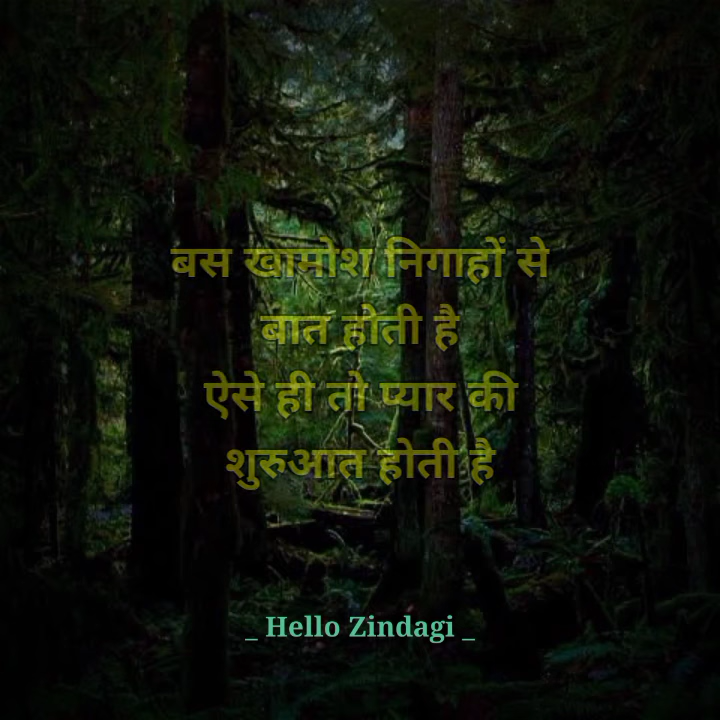 बस खामोश निगाहों से
बात होती है
ऐसे ही तो प्यार की
शुरुआत होती है
_ Hello Zindagi _